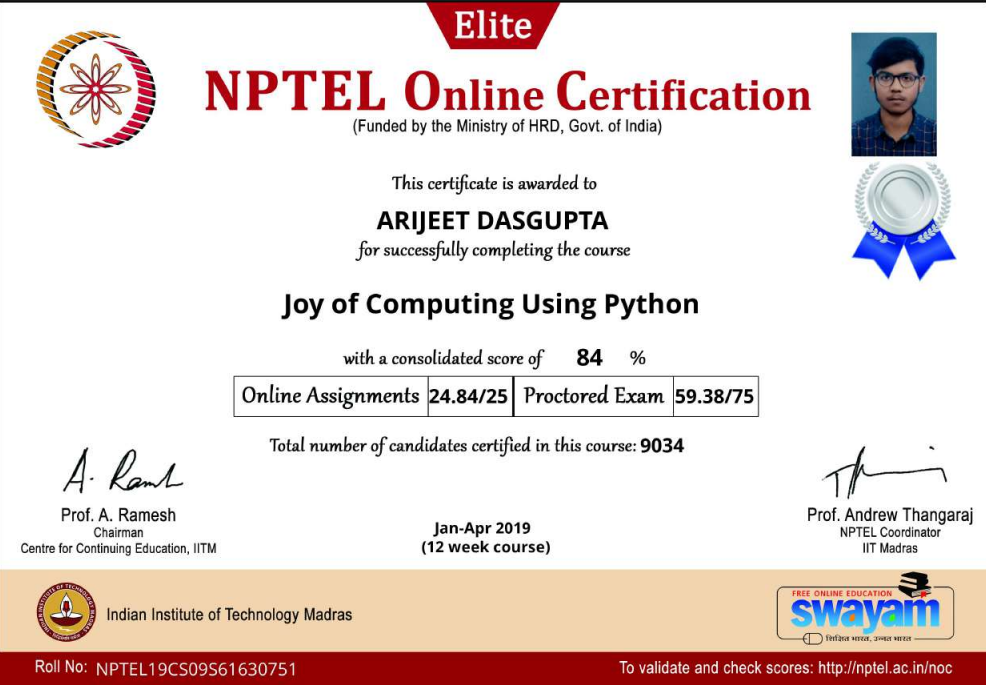 Elite
NPTEL Online Certification
(Funded by the Ministry of HRD, Govt. of India)
This certificate is awarded to
ARIJEET DASGUPTA
for successfully completing the course
Joy of Computing Using Python
with a consolidated score of 84 %
Online Assignments 24.84/25 Proctored Exam 59.38/75
Total number of candidates certified in this course: 9034
A. Ramesh
Prof. A. Ramesh
Chairman
Centre for Continuing Education, IITM
Jan-Apr 2019
(12 week course)
Prof. Andrew Thangaraj
NPTEL Coordinator
IIT Madras
Indian Institute of Technology Madras
FREE ONLINE EDUCATION
swayam
शिक्षित भारत, उन्नत भारत
Roll No: NPTEL19CS09S61630751
To validate and check scores: http://nptel.ac.in/noc